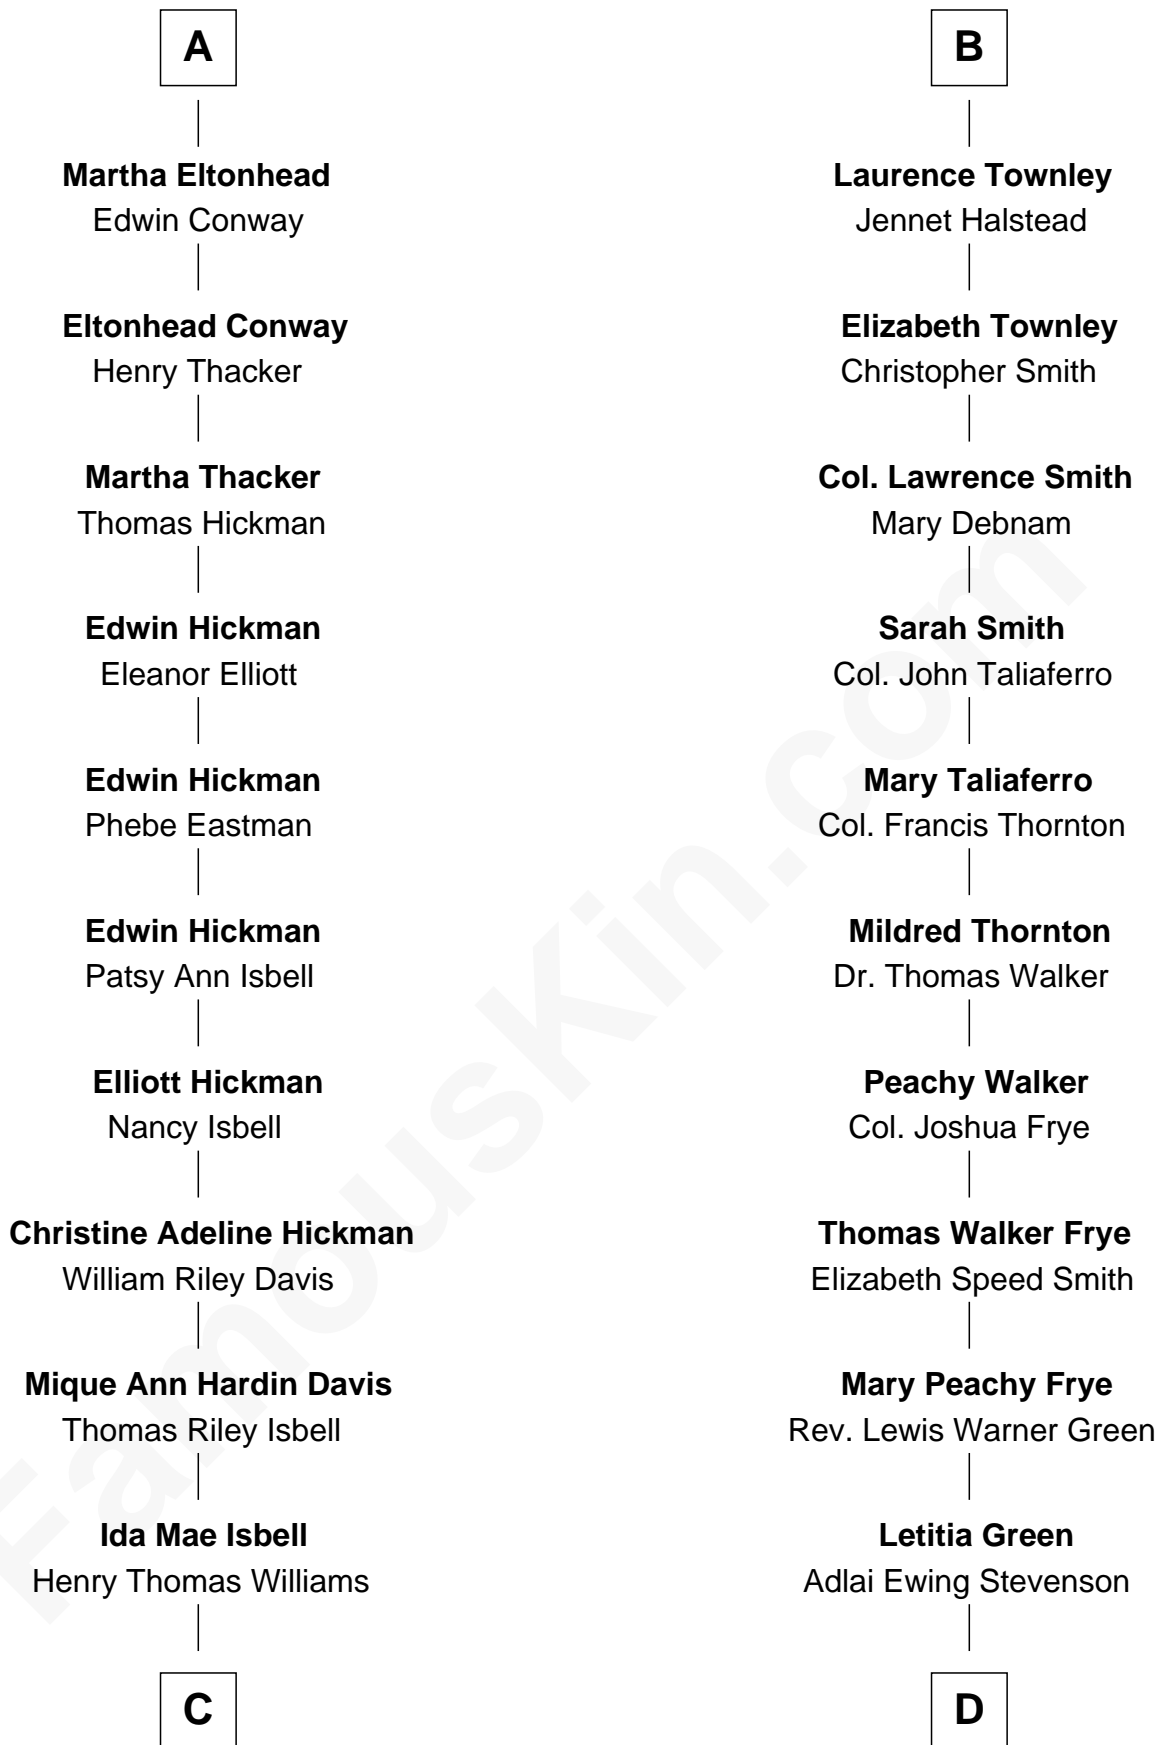 A
Martha Eltonhead
Edwin Conway
Eltonhead Conway
Henry Thacker
Martha Thacker
Thomas Hickman
Edwin Hickman
Eleanor Elliott
Edwin Hickman
Phebe Eastman
Edwin Hickman
Patsy Ann Isbell
Elliott Hickman
Nancy Isbell
Christine Adeline Hickman
William Riley Davis
Mique Ann Hardin Davis
Thomas Riley Isbell
Ida Mae Isbell
Henry Thomas Williams
C
B
Laurence Townley
Jennet Halstead
Elizabeth Townley
Christopher Smith
Col. Lawrence Smith
Mary Debnam
Sarah Smith
Col. John Taliaferro
Mary Taliaferro
Col. Francis Thornton
Mildred Thornton
Dr. Thomas Walker
Peachy Walker
Col. Joshua Frye
Thomas Walker Frye
Elizabeth Speed Smith
Mary Peachy Frye
Rev. Lewis Warner Green
Letitia Green
Adlai Ewing Stevenson
D
FamousKin.com